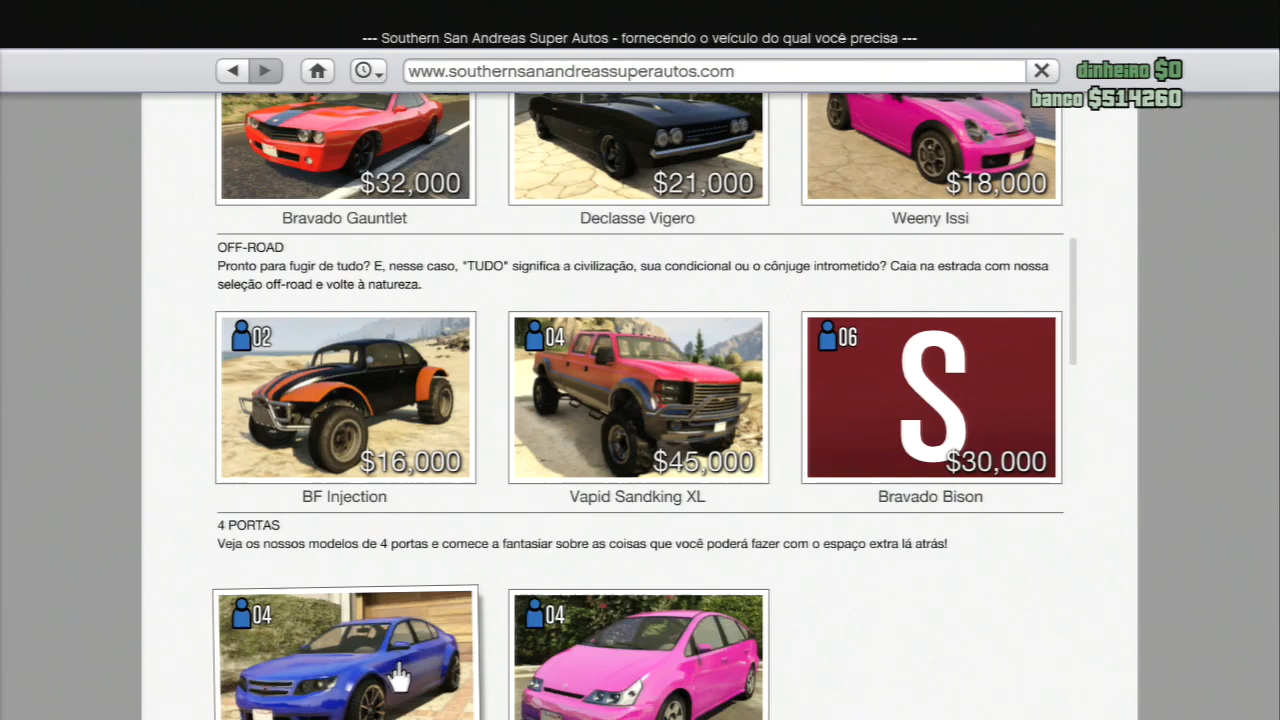 --- Southern San Andreas Super Autos - fornecendo o veículo do qual você precisa ---
www.southernsanandreassuperautos.com
dinheiro $0
banco $514260
$32,000
$21,000
$18,000
Bravado Gauntlet
Declasse Vigero
Weeny Issi
OFF-ROAD
Pronto para fugir de tudo? E, nesse caso, "TUDO" significa a civilização, sua condicional ou o cônjuge intrometido? Caia na estrada com nossa
seleção off-road e volte à natureza.
02
04
06
S
$16,000
$45,000
$30,000
BF Injection
Vapid Sandking XL
Bravado Bison
4 PORTAS
Veja os nossos modelos de 4 portas e comece a fantasiar sobre as coisas que você poderá fazer com o espaço extra lá atrás!
04
04